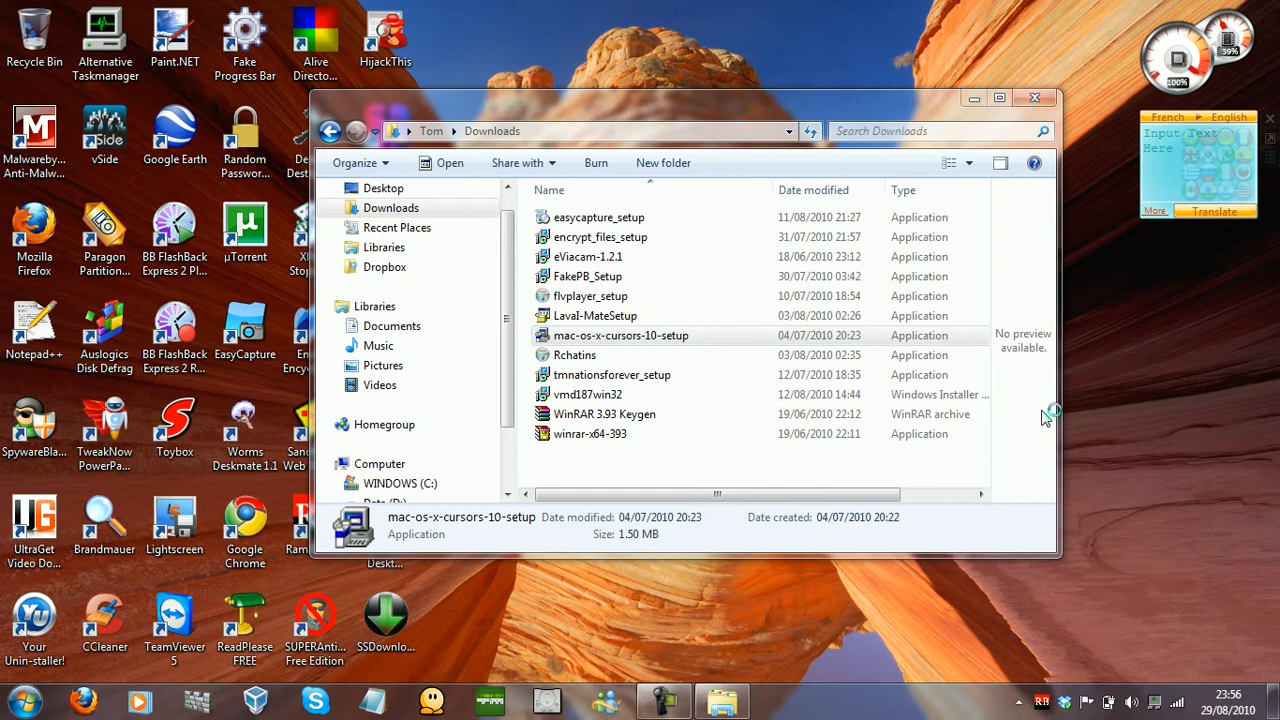 Recycle Bin
Alternative
Taskmanager
Paint.NET
Fake
Progress Bar
Alive
Directo...
HijackThis
Malwareby...
Anti-Malw...
vSide
Google Earth
Random
Passwor...
Mozilla
Firefox
Paragon
Partition...
BB FlashBack
Express 2 Pl...
µTorrent
Notepad++
Auslogics
Disk Defrag
BB FlashBack
Express 2 R...
EasyCapture
SpywareBla...
TweakNow
PowerPa...
Toybox
Worms
Deskmate 1.1
UltraGet
Video Do...
Brandmauer
Lightscreen
Google
Chrome
Deskt...
Your
Unin-staller!
CCleaner
TeamViewer
5
ReadPlease
FREE
SUPERAnti...
Free Edition
SSDownlo...
Tom
Downloads
Search Downloads
Organize
Open
Share with
Burn
New folder
Desktop
Downloads
Recent Places
Libraries
Dropbox
Libraries
Documents
Music
Pictures
Videos
Homegroup
Computer
WINDOWS (C:)
Name Date modified Type
easycapture_setup 11/08/2010 21:27 Application
encrypt_files_setup 31/07/2010 21:57 Application
eViacam-1.2.1 18/06/2010 23:12 Application
FakePB_Setup 30/07/2010 03:42 Application
flvplayer_setup 10/07/2010 18:54 Application
LavaI-MateSetup 03/08/2010 02:26 Application
mac-os-x-cursors-10-setup 04/07/2010 20:23 Application
Rchatins 03/08/2010 02:35 Application
tmnationsforever_setup 12/07/2010 18:35 Application
vmd187win32 12/08/2010 14:44 Windows Installer ...
WinRAR 3.93 Keygen 19/06/2010 22:12 WinRAR archive
winrar-x64-393 19/06/2010 22:11 Application
No preview
available.
mac-os-x-cursors-10-setup Date modified: 04/07/2010 20:23 Date created: 04/07/2010 20:22
Application Size: 1.50 MB
39%
100%
French English
Input Text
Here
More. Translate
RB
23:56
29/08/2010